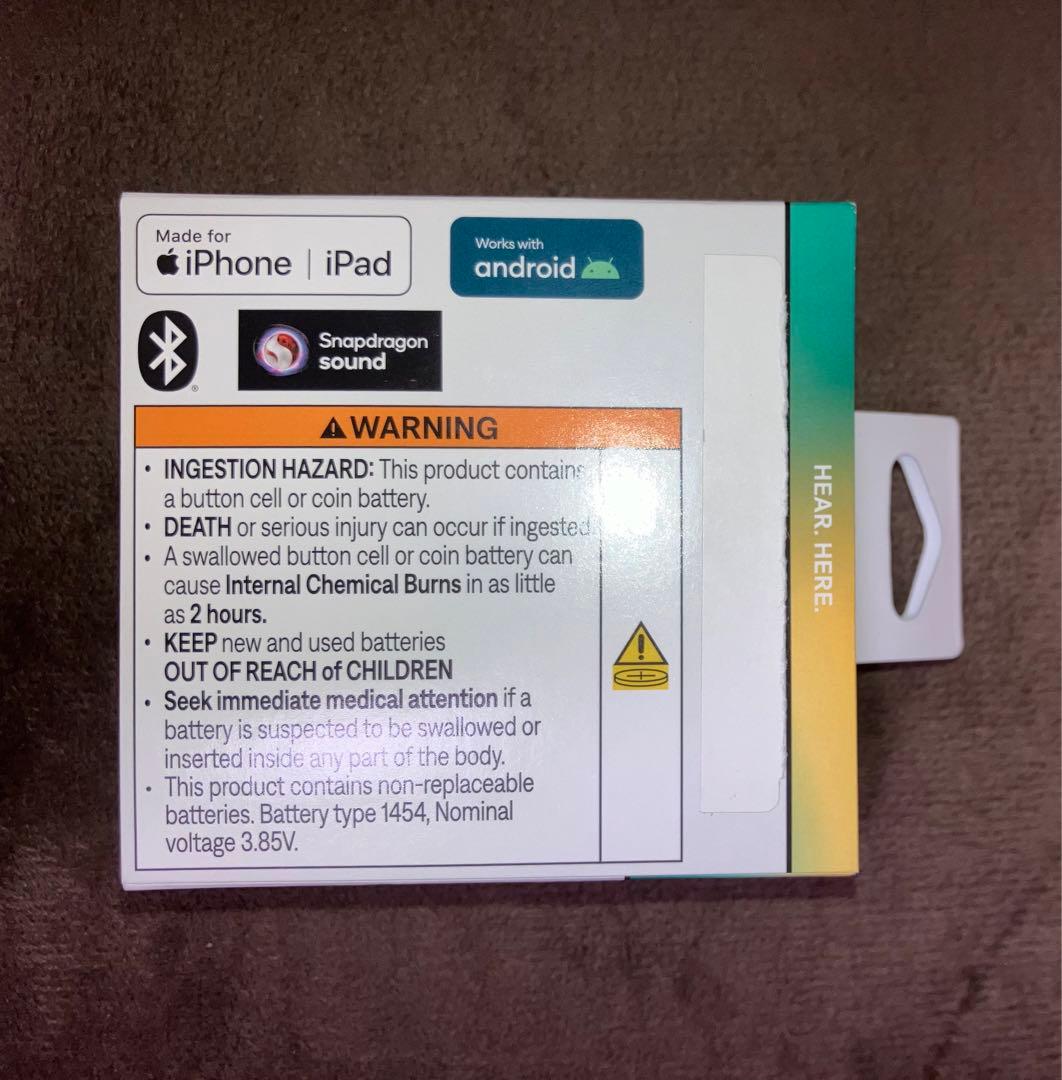 Made for
iPhone | iPad
Works with
android
Snapdragon
sound
®
WARNING
• INGESTION HAZARD: This product contains
a button cell or coin battery.
• DEATH or serious injury can occur if ingested
• A swallowed button cell or coin battery can
cause Internal Chemical Burns in as little
as 2 hours.
• KEEP new and used batteries
OUT OF REACH of CHILDREN
• Seek immediate medical attention if a
battery is suspected to be swallowed or
inserted inside any part of the body.
• This product contains non-replaceable
batteries. Battery type 1454, Nominal
voltage 3.85V.
HEAR. HERE.